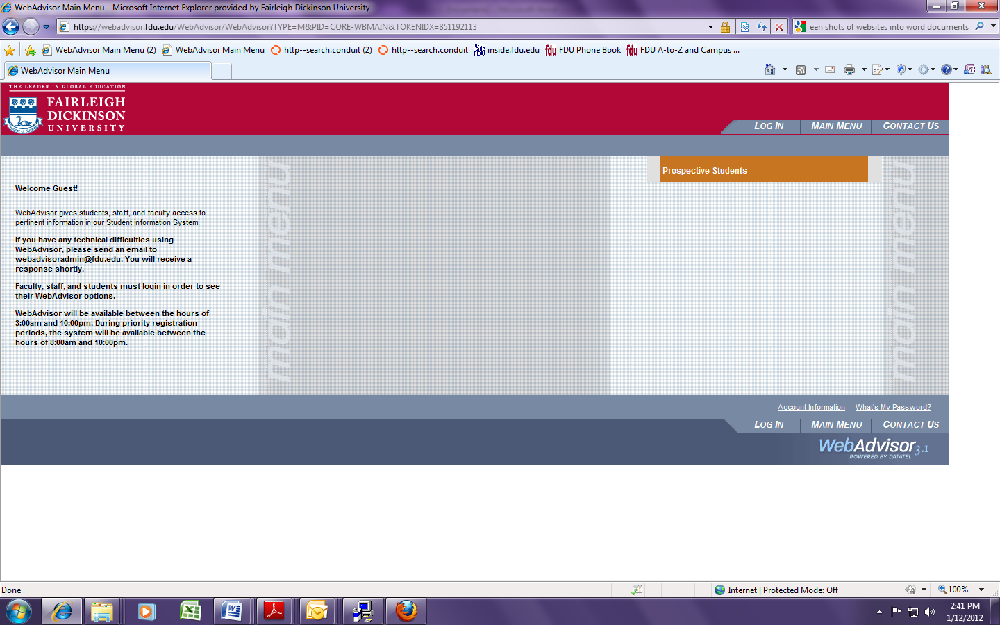 WebAdvisor Main Menu - Microsoft Internet Explorer provided by Fairleigh Dickinson University
https://webadvisor.fdu.edu/WebAdvisor/WebAdvisor?TYPE=M&PID=CORE-WBMAIN&TOKENIDX=851192113
een shots of websites into word documents
WebAdvisor Main Menu (2)
WebAdvisor Main Menu
http--search.conduit (2)
http--search.conduit
inside.fdu.edu
fdu FDU Phone Book
fdu FDU A-to-Z and Campus ...
WebAdvisor Main Menu
THE LEADER IN GLOBAL EDUCATION
FAIRLEIGH
DICKINSON
UNIVERSITY
LOG IN
MAIN MENU
CONTACT US
main menu
Prospective Students
main menu
Welcome Guest!
WebAdvisor gives students, staff, and faculty access to
pertinent information in our Student information System.
If you have any technical difficulties using
WebAdvisor, please send an email to
webadvisoradmin@fdu.edu. You will receive a
response shortly.
Faculty, staff, and students must login in order to see
their WebAdvisor options.
WebAdvisor will be available between the hours of
3:00am and 10:00pm. During priority registration
periods, the system will be available between the
hours of 8:00am and 10:00pm.
Account Information
What's My Password?
LOG IN
MAIN MENU
CONTACT US
WebAdvisor 3.1
POWERED BY DATATEL
Done
Internet | Protected Mode: Off
100%
2:41 PM
1/12/2012